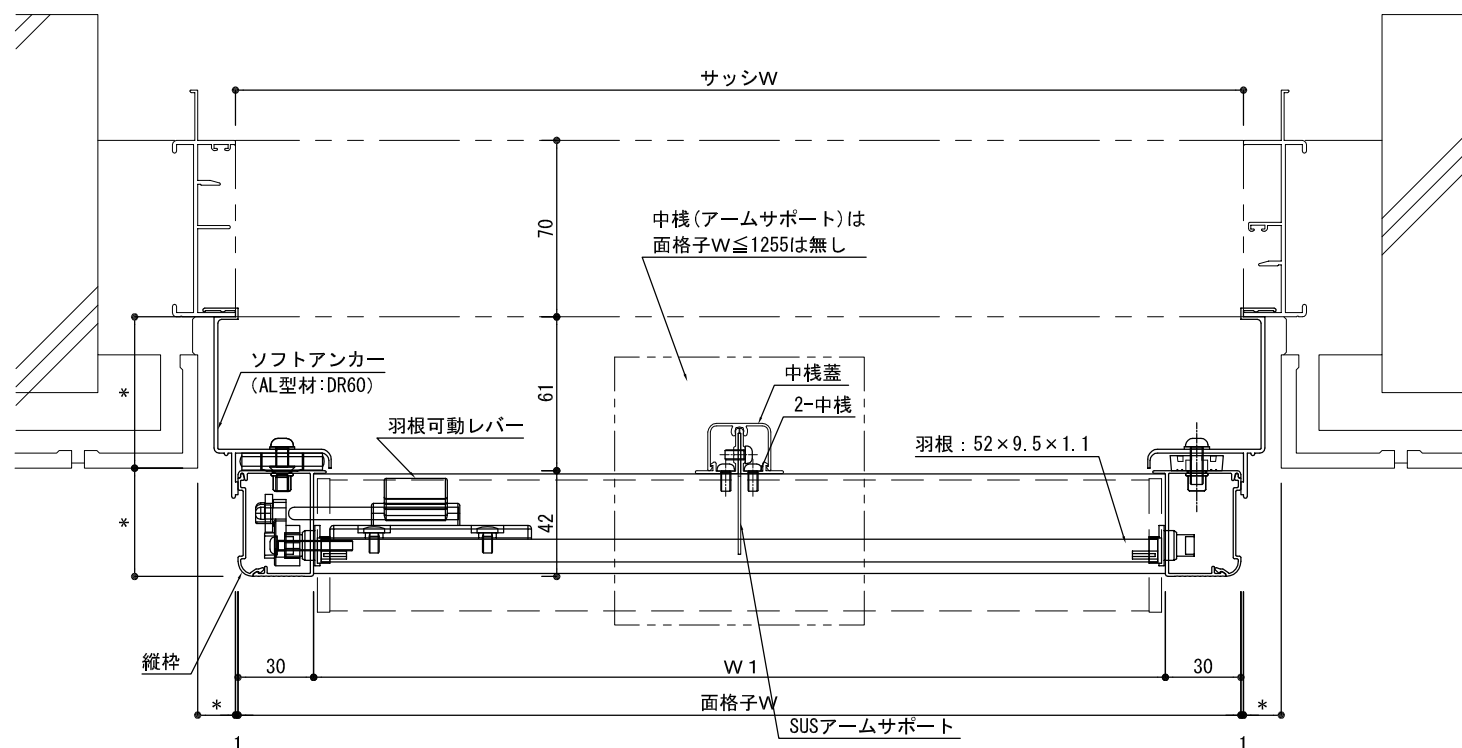 サッシW
70
中桟(アームサポート)は
面格子W≦1255は無し
ソフトアンカー
(AL型材:DR60)
*
61
中桟蓋
2-中桟
羽根可動レバー
羽根：52×9.5×1.1
*
42
縦枠
30
W1
30
*
面格子W
*
SUSアームサポート
1
1